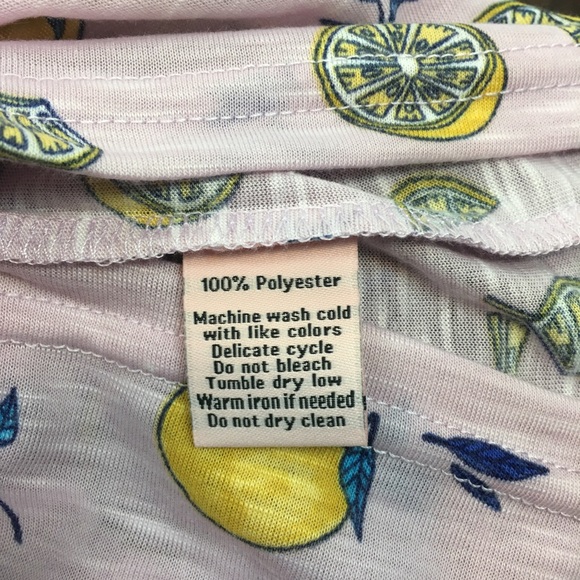 100% Polyester
Machine wash cold
with like colors
Delicate cycle
Do not bleach
Tumble dry low
Warm iron if needed
Do not dry clean